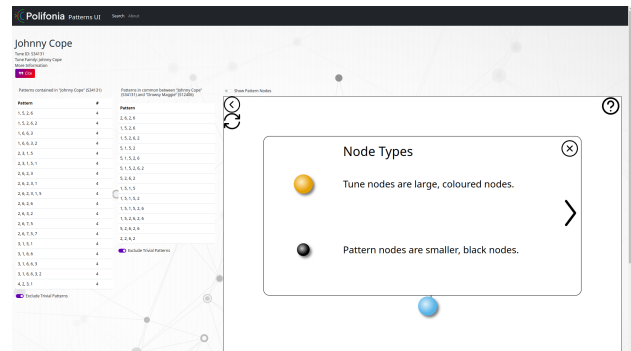 Polifonia Patterns UI Search About
Johnny Cope
Tune ID: S34131
Tune Family: Johnny Cope
More Information:
Cite
Patterns contained in "Johnny Cope" (S34131)
Pattern #
1, 5, 2, 6 4
1, 5, 2, 6, 2 4
1, 6, 6, 3 4
1, 6, 6, 3, 2 4
2, 3, 1, 5 4
2, 3, 1, 5, 1 4
2, 6, 2, 3 4
2, 6, 2, 3, 1 4
2, 6, 2, 3, 1, 5 4
2, 6, 2, 6 4
2, 6, 3, 2 4
2, 6, 7, 5 4
2, 6, 7, 5, 7 4
3, 1, 5, 1 4
3, 1, 6, 6 4
3, 1, 6, 6, 3 4
3, 1, 6, 6, 3, 2 4
4, 2, 5, 1 4
Exclude Trivial Patterns
Patterns in common between "Johnny Cope"
(S34131) and "Drowsy Maggie" (S12406)
Pattern
2, 6, 2, 6
1, 5, 2, 6
1, 5, 2, 6, 2
5, 1, 5, 2
5, 1, 5, 2, 6
5, 1, 5, 2, 6, 2
5, 2, 6, 2
1, 5, 1, 5
1, 5, 1, 5, 2
1, 5, 1, 5, 2, 6
1, 5, 2, 6, 2, 6
5, 2, 6, 2, 6
2, 2, 6, 2
Exclude Trivial Patterns
Show Pattern Nodes
Node Types
Tune nodes are large, coloured nodes.
Pattern nodes are smaller, black nodes.